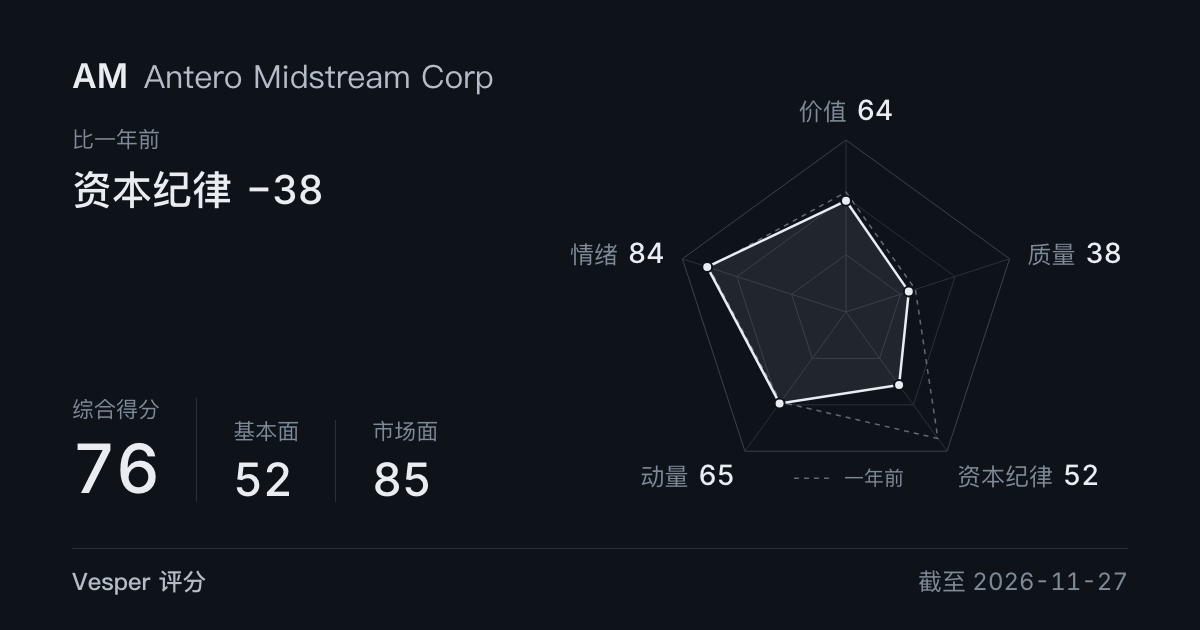 AM Antero Midstream Corp
比一年前
资本纪律 −38
价值 64
情绪 84
质量 38
动量 65
一年前
资本纪律 52
综合得分
76
基本面
52
市场面
85
Vesper 评分
截至 2026-11-27